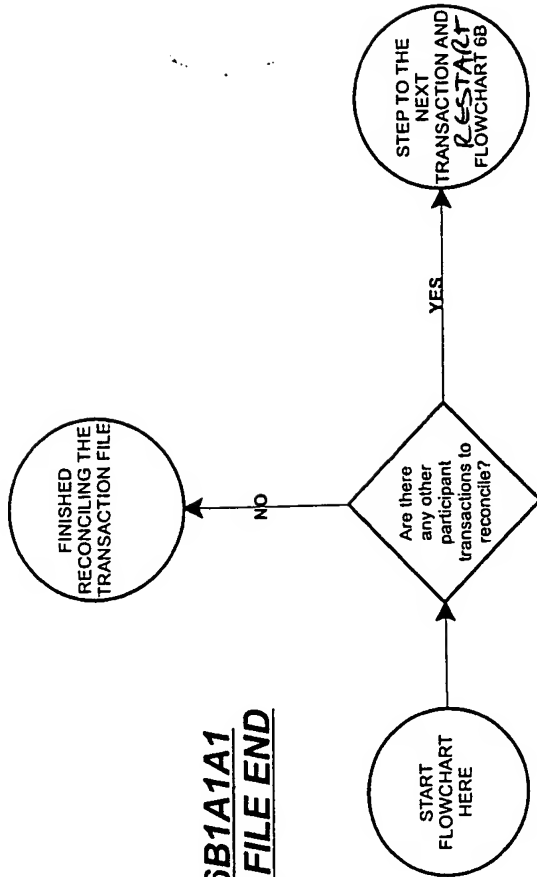 6B1A1A1
FILE END
START
FLOWCHART
HERE
Are there
any other
participant
transactions to
reconcile?
NO
FINISHED
RECONCILING THE
TRANSACTION FILE
YES
STEP TO THE
NEXT
TRANSACTION AND
RESTART
FLOWCHART 6B